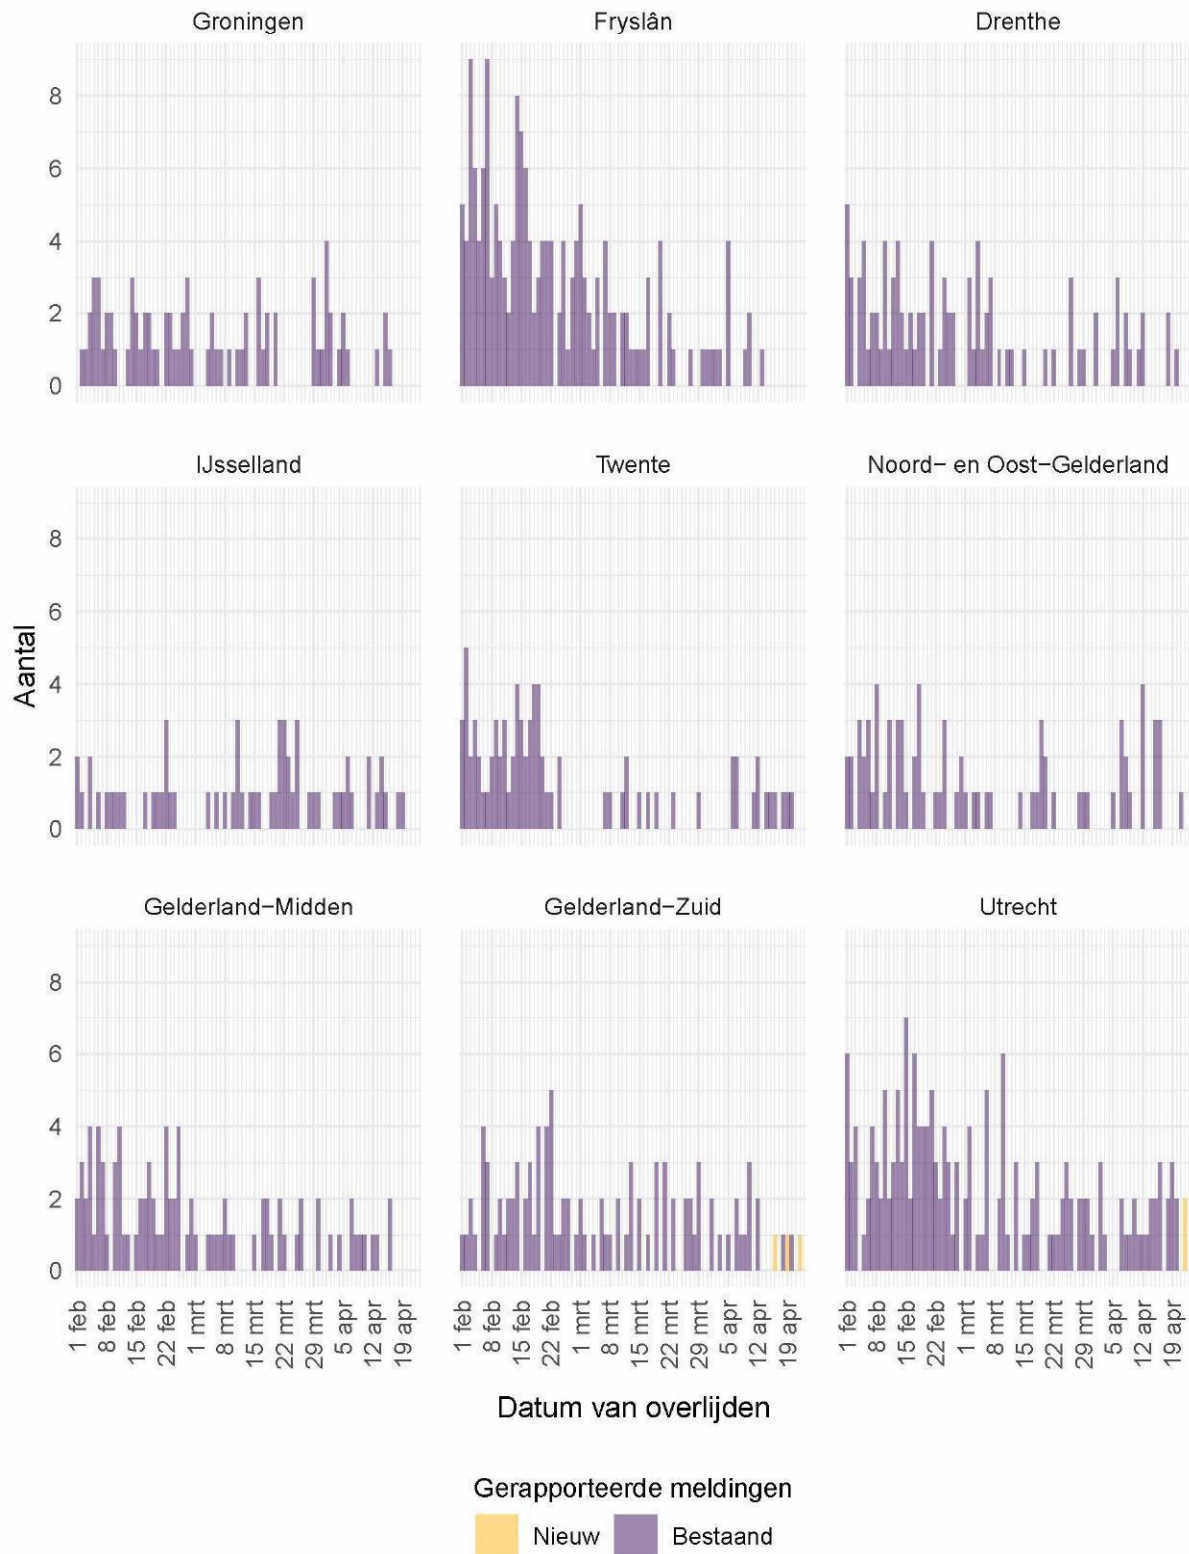 Groningen Fryslân Drenthe
8
6
4
2
0
IJsselland Twente Noord- en Oost-Gelderland
8
6
4
2
0
Aantal
Gelderland-Midden Gelderland-Zuid Utrecht
8
6
4
2
0
1 feb 8 feb 15 feb 22 feb 1 mrt 8 mrt 15 mrt 22 mrt 29 mrt 5 apr 12 apr 19 apr 1 feb 8 feb 15 feb 22 feb 1 mrt 8 mrt 15 mrt 22 mrt 29 mrt 5 apr 12 apr 19 apr 1 feb 8 feb 15 feb 22 feb 1 mrt 8 mrt 15 mrt 22 mrt 29 mrt 5 apr 12 apr 19 apr
Datum van overlijden
Gerapporteerde meldingen
Nieuw Bestaand